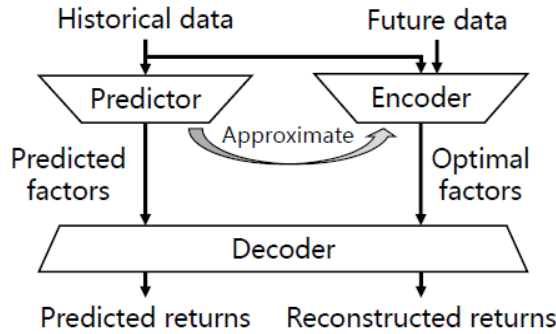 Historical data
Future data
Predictor
Encoder
Approximate
Predicted
factors
Optimal
factors
Decoder
Predicted returns
Reconstructed returns